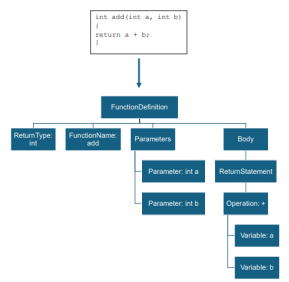 int add(int a, int b)
{
return a + b;
}
FunctionDefinition
ReturnType:
int
FunctionName:
add
Parameters
Body
Parameter: int a
ReturnStatement
Parameter: int b
Operation: +
Variable: a
Variable: b